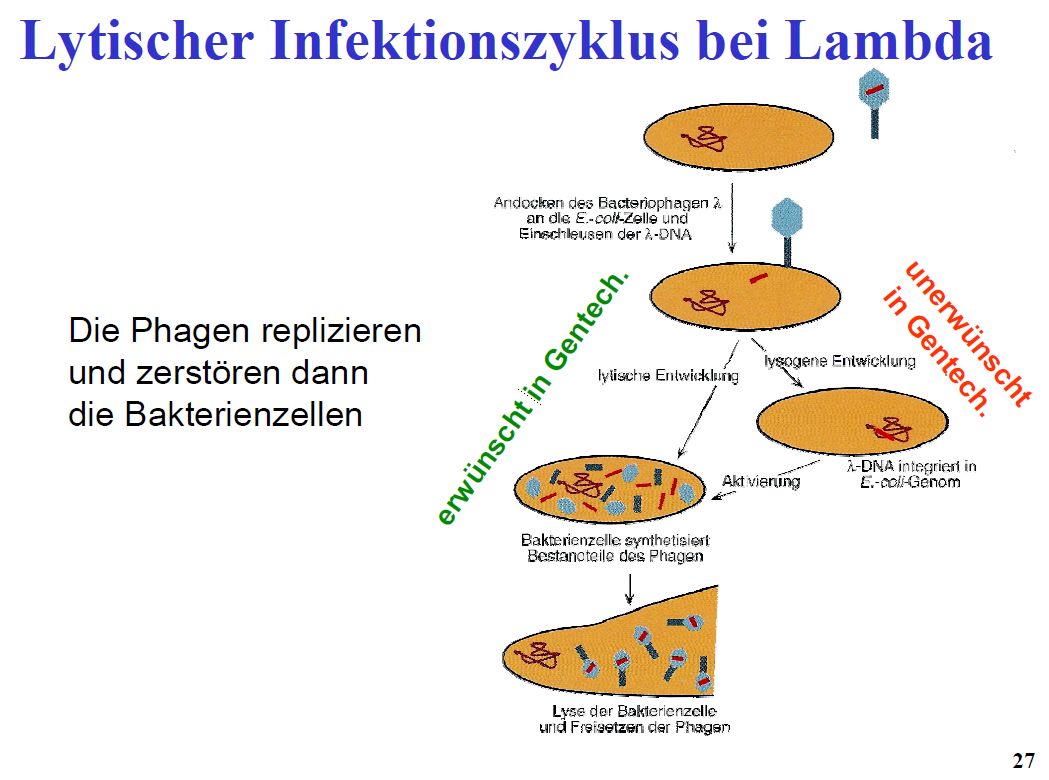 Lytischer Infektionszyklus bei Lambda
Andocken des Bacteriophagen λ
an die E.-coli-Zelle und
Einschleusen der λ-DNA
Die Phagen replizieren
und zerstören dann
die Bakterienzellen
erwünscht in Gentech.
unerwünscht
in Gentech.
lytische Entwicklung
lysogene Entwicklung
λ-DNA integriert in
E.-coli-Genom
Aktivierung
Bakterienzelle synthetisiert
Bestandteile des Phagen
Lyse der Bakterienzelle
und Freisetzen der Phagen
27